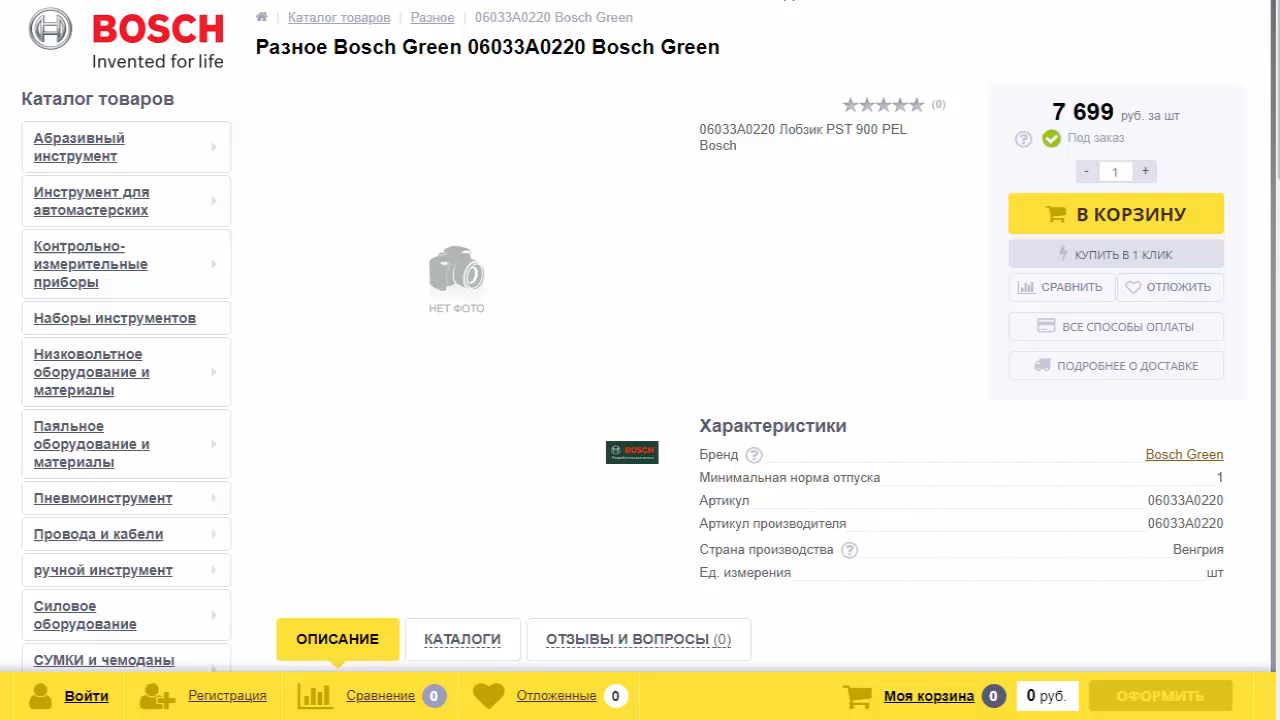 BOSCH
Invented for life
Каталог товаров
Разное
06033A0220 Bosch Green
Разное Bosch Green 06033A0220 Bosch Green
Каталог товаров
Абразивный
инструмент
Инструмент для
автомастерских
Контрольно-
измерительные
приборы
Наборы инструментов
Низковольтное
оборудование и
материалы
Паяльное
оборудование и
материалы
Пневмоинструмент
Провода и кабели
ручной инструмент
Силовое
оборудование
СУМКИ и чемоданы
НЕТ ФОТО
BOSCH
(0)
06033A0220 Лобзик PST 900 PEL
Bosch
7 699 руб. за шт
? Под заказ
- 1 +
В КОРЗИНУ
КУПИТЬ В 1 КЛИК
СРАВНИТЬ
ОТЛОЖИТЬ
ВСЕ СПОСОБЫ ОПЛАТЫ
ПОДРОБНЕЕ О ДОСТАВКЕ
Характеристики
Бренд ? Bosch Green
Минимальная норма отпуска 1
Артикул 06033A0220
Артикул производителя 06033A0220
Страна производства ? Венгрия
Ед. измерения шт
ОПИСАНИЕ
КАТАЛОГИ
ОТЗЫВЫ И ВОПРОСЫ (0)
Войти
Регистрация
Сравнение 0
Отложенные 0
Моя корзина 0
0 руб.
ОФОРМИТЬ